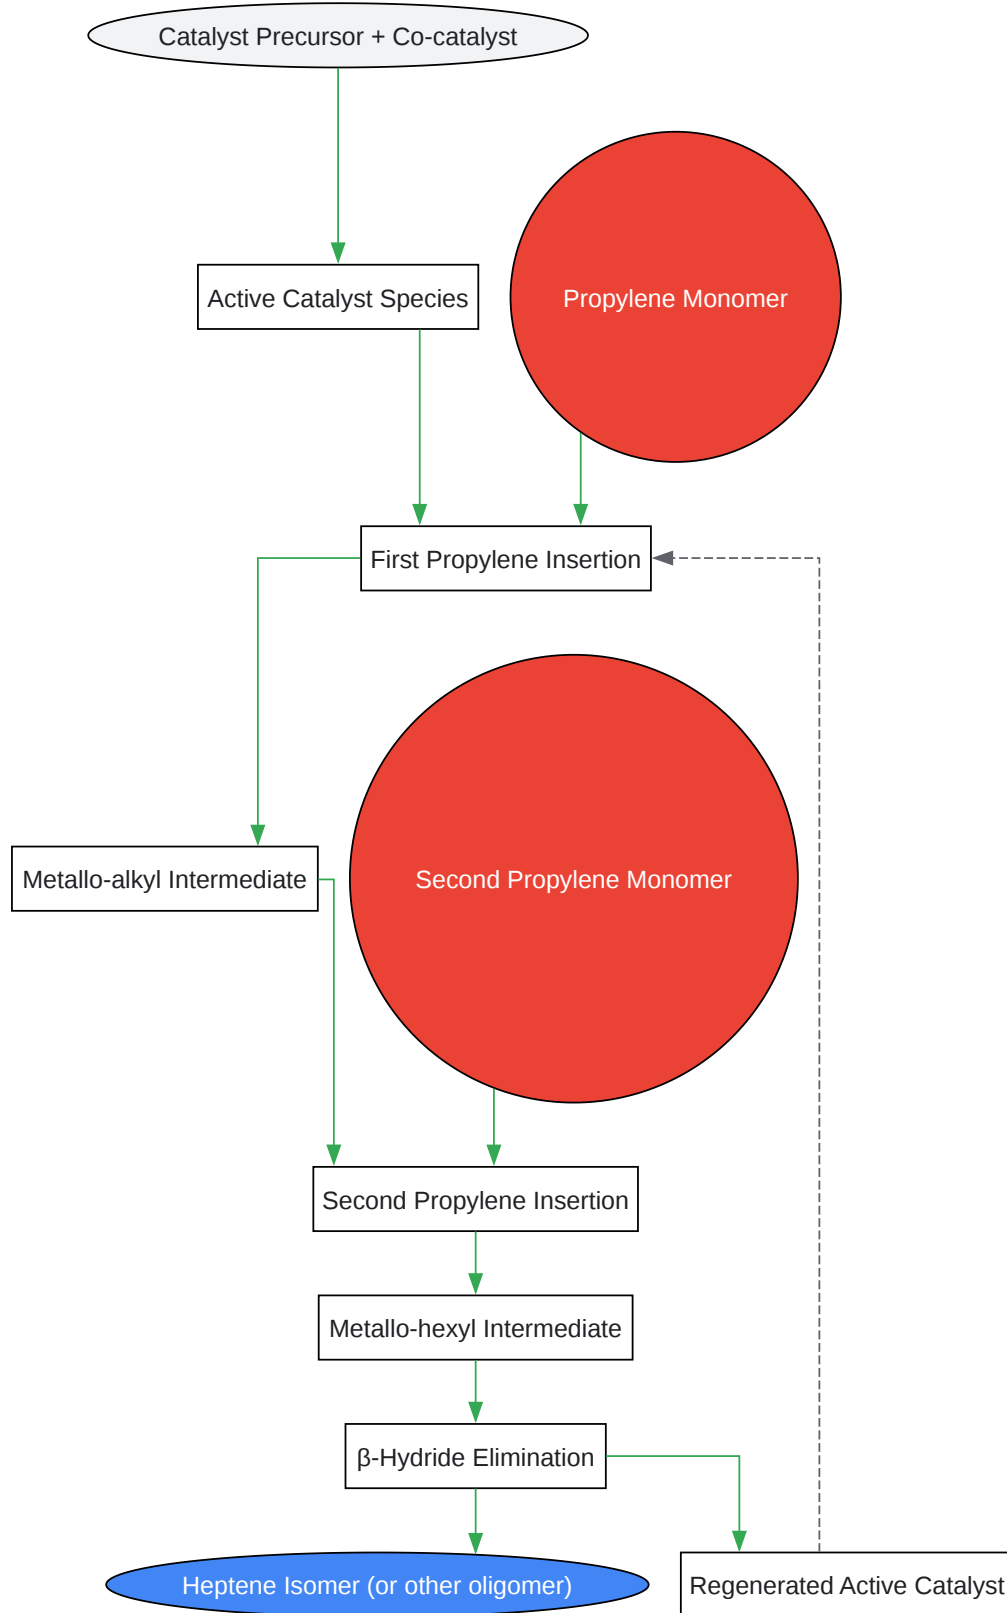 Catalyst Precursor + Co-catalyst
Active Catalyst Species
Propylene Monomer
First Propylene Insertion
Metallo-alkyl Intermediate
Second Propylene Monomer
Second Propylene Insertion
Metallo-hexyl Intermediate
β-Hydride Elimination
Heptene Isomer (or other oligomer)
Regenerated Active Catalyst